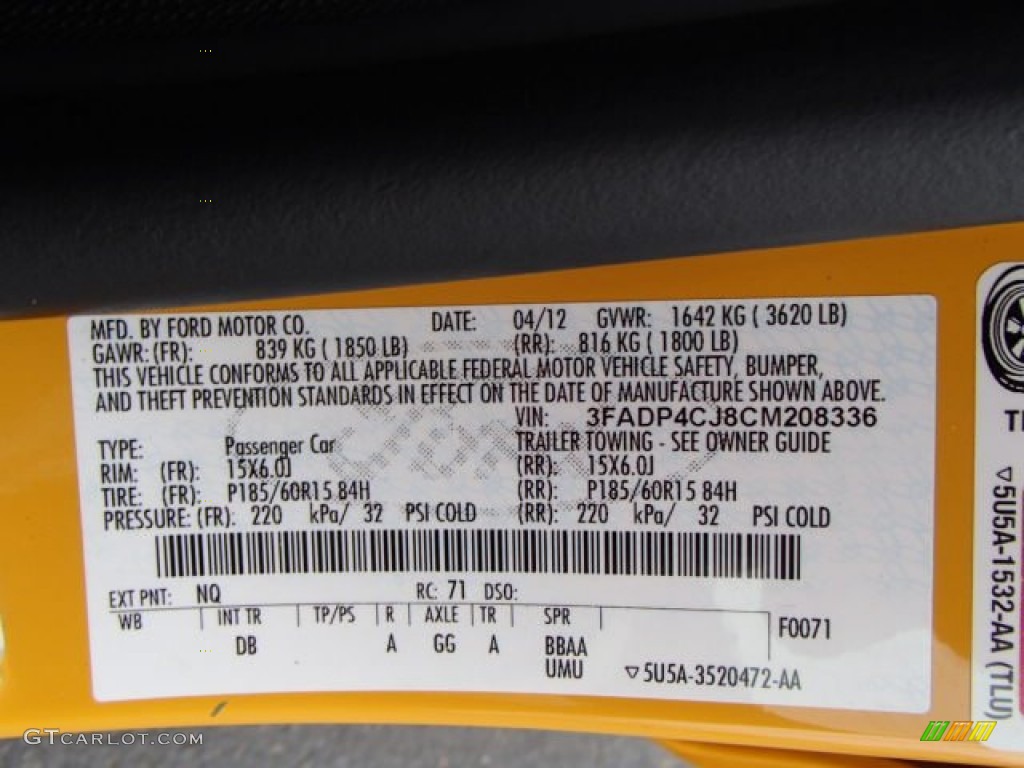 MFD. BY FORD MOTOR CO. DATE: 04/12 GVWR: 1642 KG ( 3620 LB)
GAWR: (FR): 839 KG ( 1850 LB) (RR): 816 KG ( 1800 LB)
THIS VEHICLE CONFORMS TO ALL APPLICABLE FEDERAL MOTOR VEHICLE SAFETY, BUMPER,
AND THEFT PREVENTION STANDARDS IN EFFECT ON THE DATE OF MANUFACTURE SHOWN ABOVE.
VIN: 3FADP4CJ8CM208336
TYPE: Passenger Car TRAILER TOWING - SEE OWNER GUIDE
RIM: (FR): 15X6.0J (RR): 15X6.0J
TIRE: (FR): P185/60R15 84H (RR): P185/60R15 84H
PRESSURE: (FR): 220 kPa/ 32 PSI COLD (RR): 220 kPa/ 32 PSI COLD
EXT PNT: NQ RC: 71 DSO:
WB INT TR TP/PS R AXLE TR SPR F0071
DB A GG A BBAA
UMU ▽5U5A-3520472-AA
▽5U5A-1532-AA (TLU)
GTCARLOT.COM